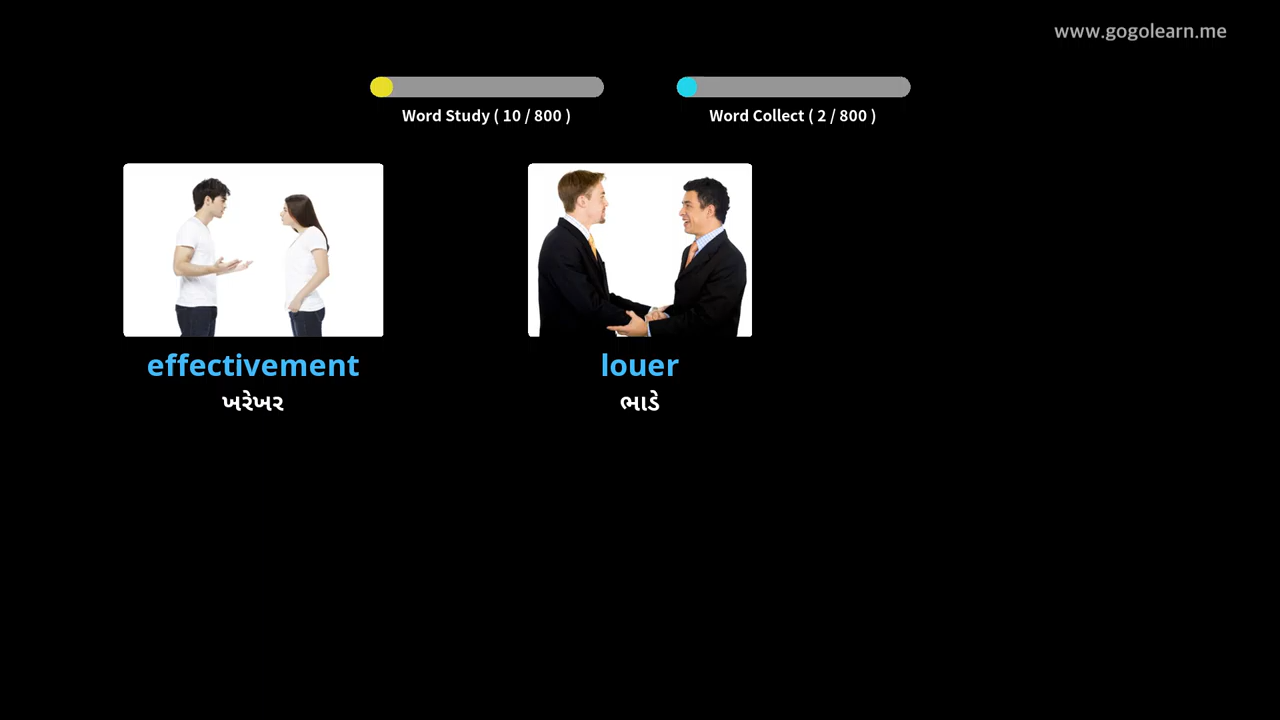 www.gogolearn.me
Word Study ( 10 / 800 )
Word Collect ( 2 / 800 )
effectivement
ખરેખર
louer
ભાડે